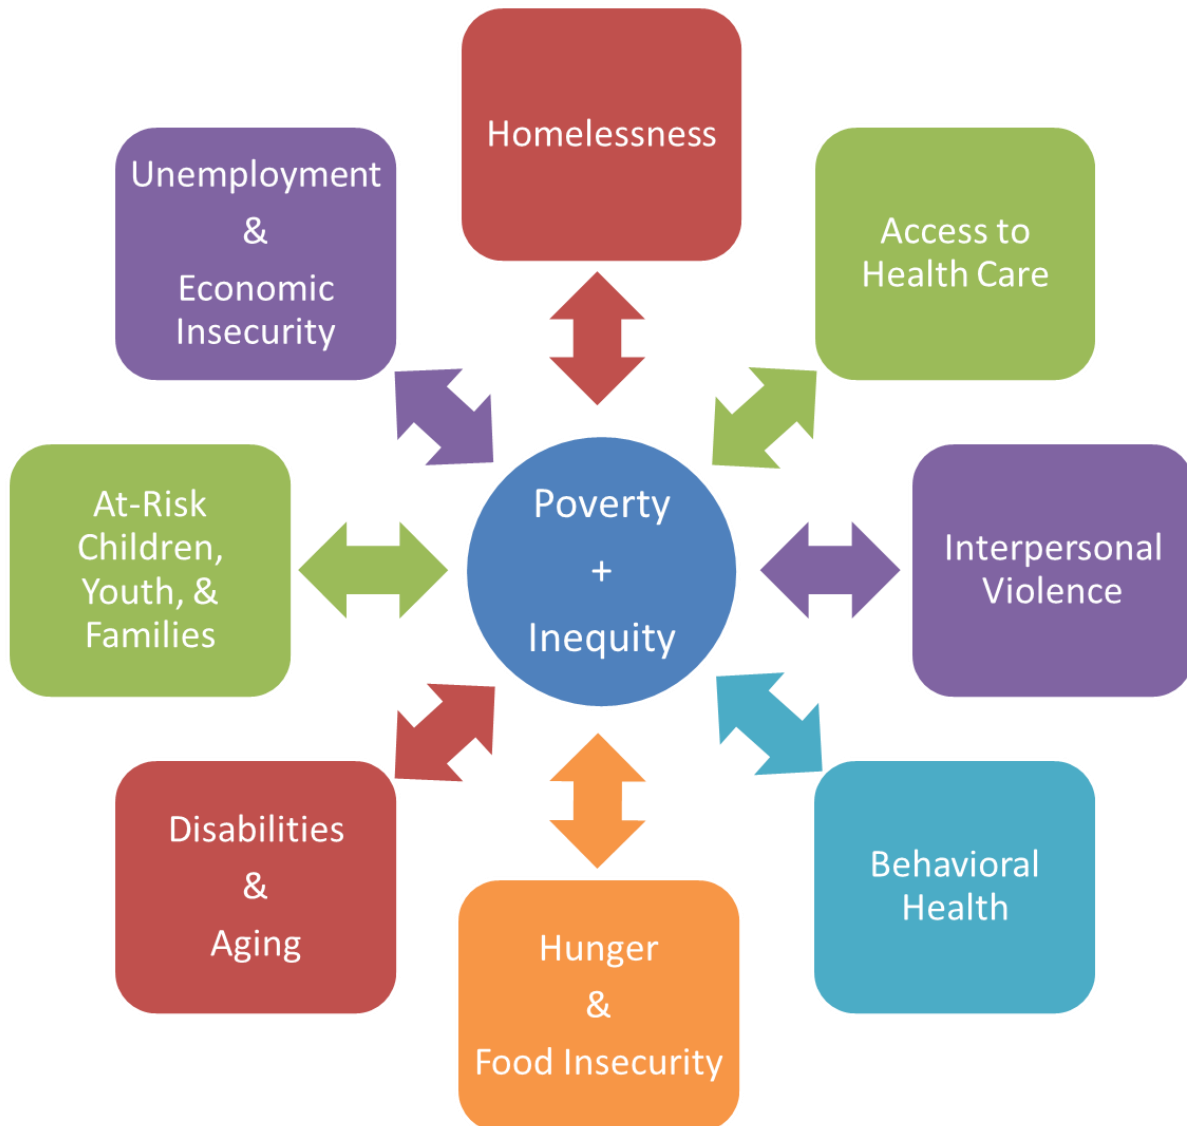 Homelessness
Access to
Health Care
Interpersonal
Violence
Behavioral
Health
Hunger
&
Food Insecurity
Disabilities
&
Aging
At-Risk
Children,
Youth, &
Families
Unemployment
&
Economic
Insecurity
Poverty
+
Inequity